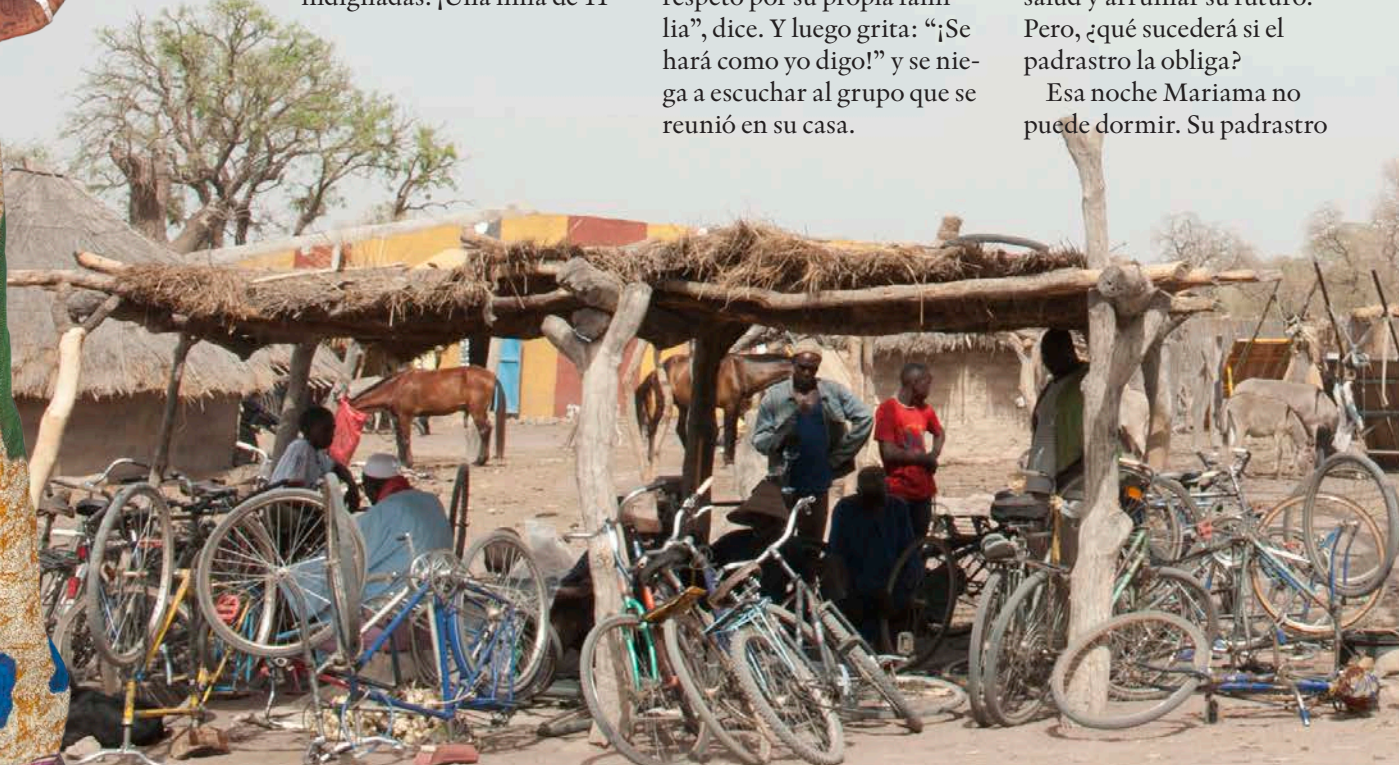 indignadas. ¡Una niña de 11
respeto por su propia fami-
lia”, dice. Y luego grita: “¡Se
hará como yo digo!” y se nie-
ga a escuchar al grupo que se
reunió en su casa.
salud y arruinar su futuro.
Pero, ¿qué sucederá si el
padrastro la obliga?
Esa noche Mariama no
puede dormir. Su padrastro